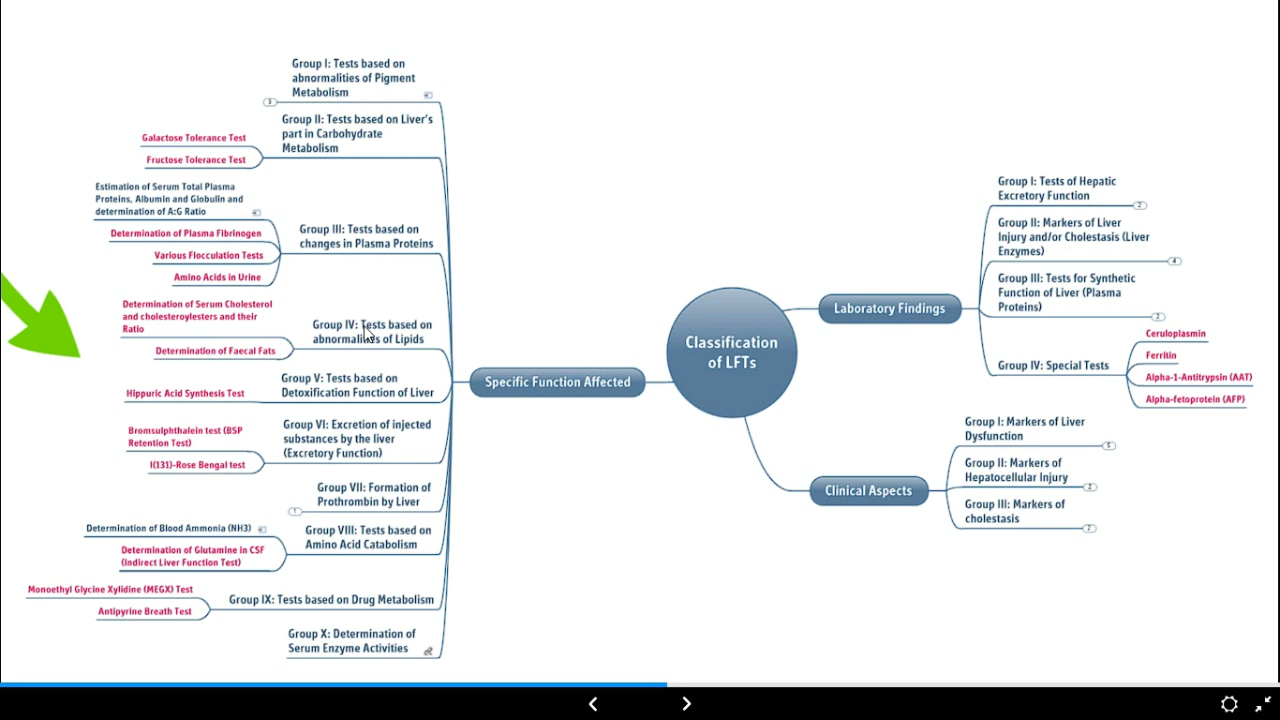 Group I: Tests based on
abnormalities of Pigment
Metabolism
3
Group II: Tests based on Liver's
part in Carbohydrate
Metabolism
Galactose Tolerance Test
Fructose Tolerance Test
Estimation of Serum Total Plasma
Proteins, Albumin and Globulin and
determination of A:G Ratio
Determination of Plasma Fibrinogen
Various Flocculation Tests
Amino Acids in Urine
Group III: Tests based on
changes in Plasma Proteins
Determination of Serum Cholesterol
and cholesteroylesters and their
Ratio
Determination of Faecal Fats
Group IV: Tests based on
abnormalities of Lipids
Group V: Tests based on
Detoxification Function of Liver
Hippuric Acid Synthesis Test
Group VI: Excretion of injected
substances by the liver
(Excretory Function)
Bromsulphthalein test (BSP
Retention Test)
I(131)-Rose Bengal test
Group VII: Formation of
Prothrombin by Liver
1
Group VIII: Tests based on
Amino Acid Catabolism
Determination of Blood Ammonia (NH3)
Determination of Glutamine in CSF
(Indirect Liver Function Test)
Monoethyl Glycine Xylidine (MEGX) Test
Antipyrine Breath Test
Group IX: Tests based on Drug Metabolism
Group X: Determination of
Serum Enzyme Activities
Specific Function Affected
Classification
of LFTs
Laboratory Findings
Group I: Tests of Hepatic
Excretory Function
2
Group II: Markers of Liver
Injury and/or Cholestasis (Liver
Enzymes)
4
Group III: Tests for Synthetic
Function of Liver (Plasma
Proteins)
2
Group IV: Special Tests
Ceruloplasmin
Ferritin
Alpha-1-Antitrypsin (AAT)
Alpha-fetoprotein (AFP)
Clinical Aspects
Group I: Markers of Liver
Dysfunction
5
Group II: Markers of
Hepatocellular Injury
2
Group III: Markers of
cholestasis
2